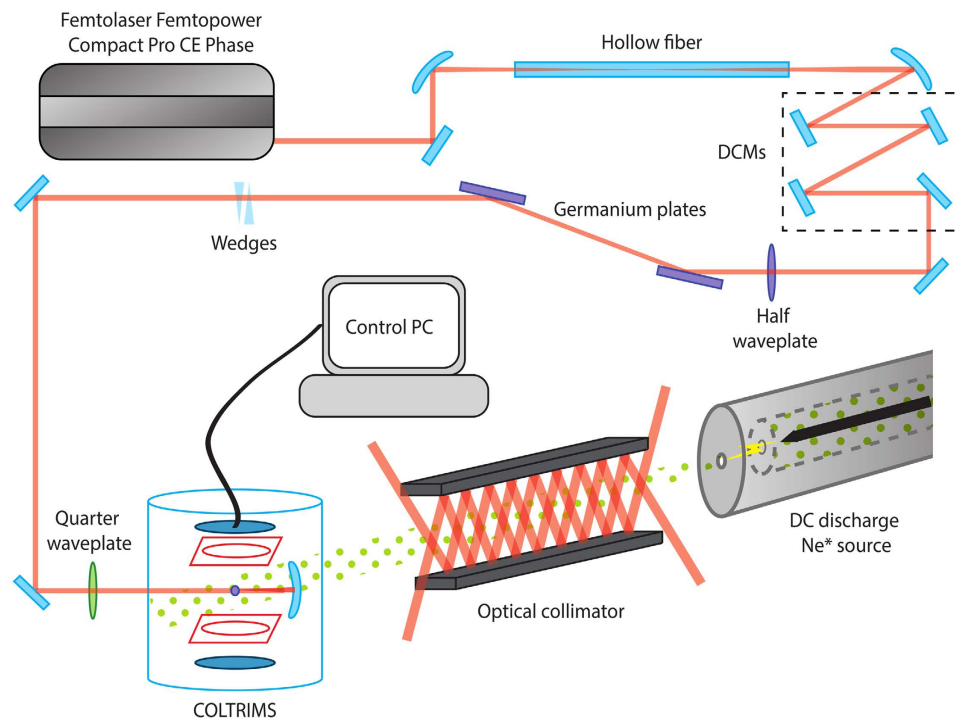 Femtolaser Femtopower
Compact Pro CE Phase
Hollow fiber
DCMs
Germanium plates
Wedges
Half
waveplate
Control PC
Quarter
waveplate
DC discharge
Ne* source
Optical collimator
COLTRIMS